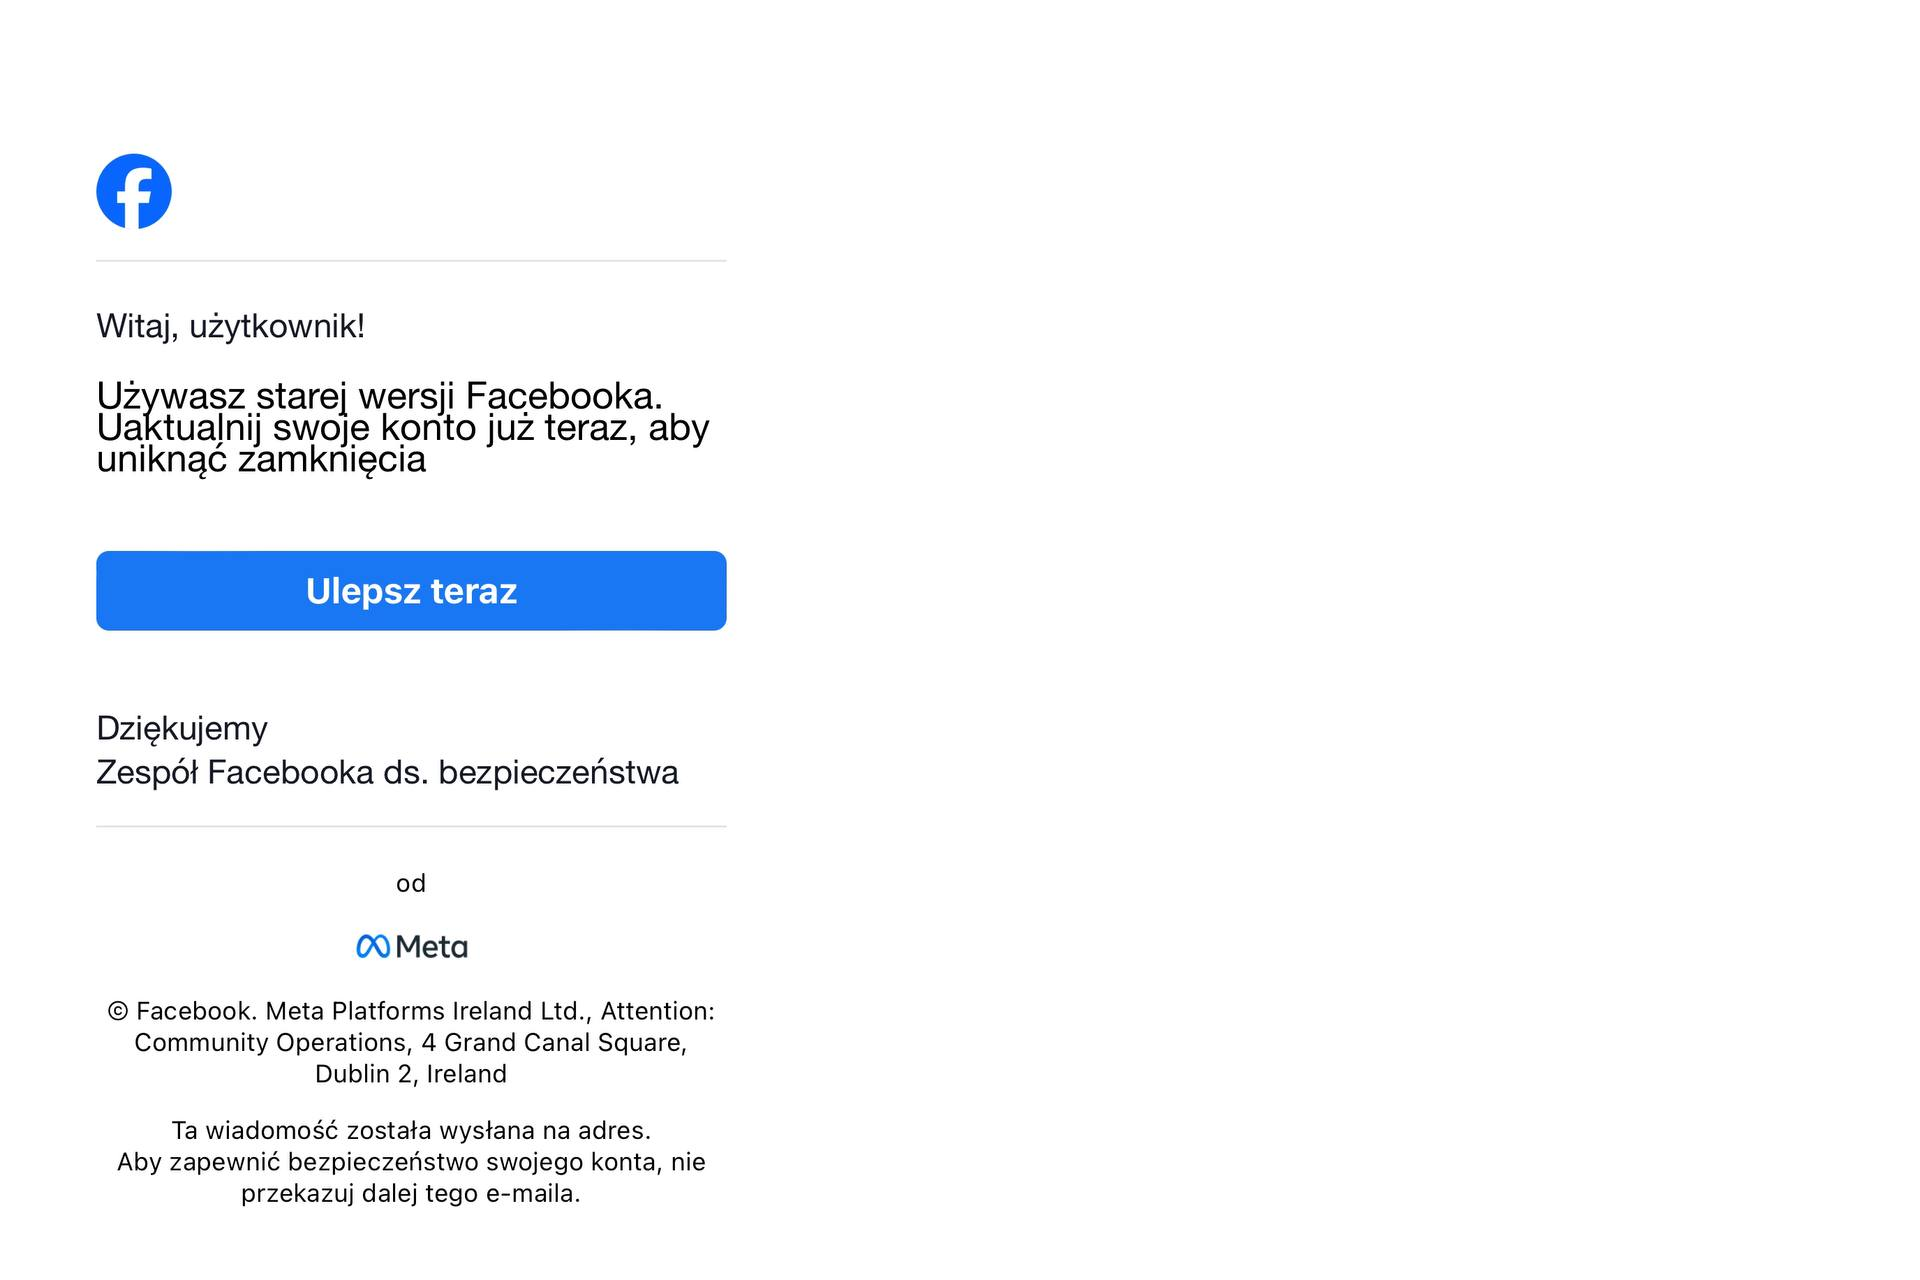 Witaj, użytkownik!
Używasz starej wersji Facebooka.
Uaktualnij swoje konto już teraz, aby
uniknąć zamknięcia
Ulepsz teraz
Dziękujemy
Zespół Facebooka ds. bezpieczeństwa
od
Meta
© Facebook. Meta Platforms Ireland Ltd., Attention:
Community Operations, 4 Grand Canal Square,
Dublin 2, Ireland
Ta wiadomość została wysłana na adres.
Aby zapewnić bezpieczeństwo swojego konta, nie
przekazuj dalej tego e-maila.